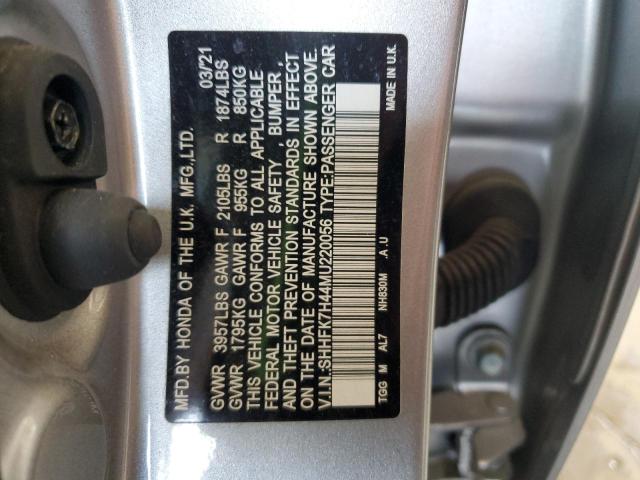 MFD.BY HONDA OF THE U.K. MFG.,LTD. 03/21
GVWR 3957LBS GAWR F 2105LBS R 1874LBS
GVWR 1795KG GAWR F 955KG R 850KG
THIS VEHICLE CONFORMS TO ALL APPLICABLE
FEDERAL MOTOR VEHICLE SAFETY , BUMPER ,
AND THEFT PREVENTION STANDARDS IN EFFECT
ON THE DATE OF MANUFACTURE SHOWN ABOVE.
V.I.N.:SHHFK7H44MU220056 TYPE:PASSENGER CAR
TGG M AL7 NH830M .A .U MADE IN U.K.